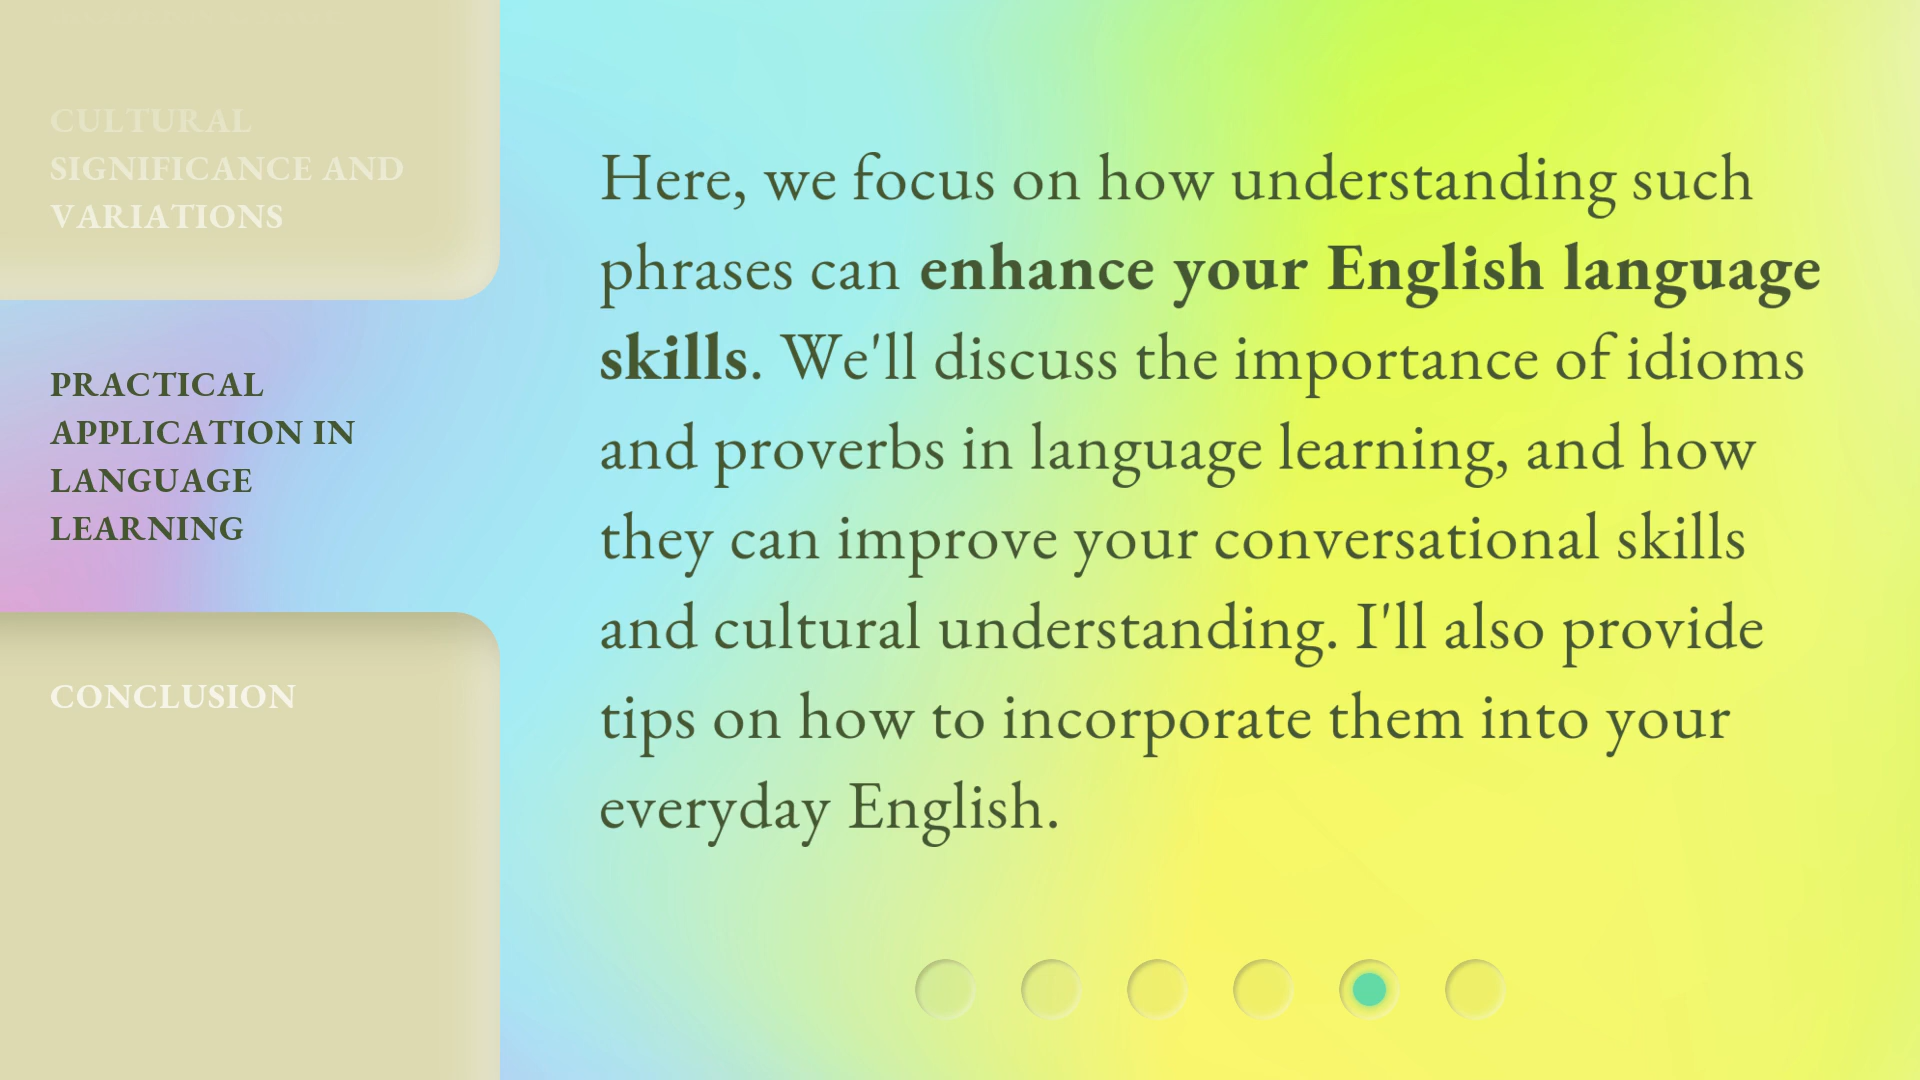 CULTURAL
SIGNIFICANCE AND
VARIATIONS
PRACTICAL
APPLICATION IN
LANGUAGE
LEARNING
CONCLUSION
Here, we focus on how understanding such
phrases can enhance your English language
skills. We'll discuss the importance of idioms
and proverbs in language learning, and how
they can improve your conversational skills
and cultural understanding. I'll also provide
tips on how to incorporate them into your
everyday English.